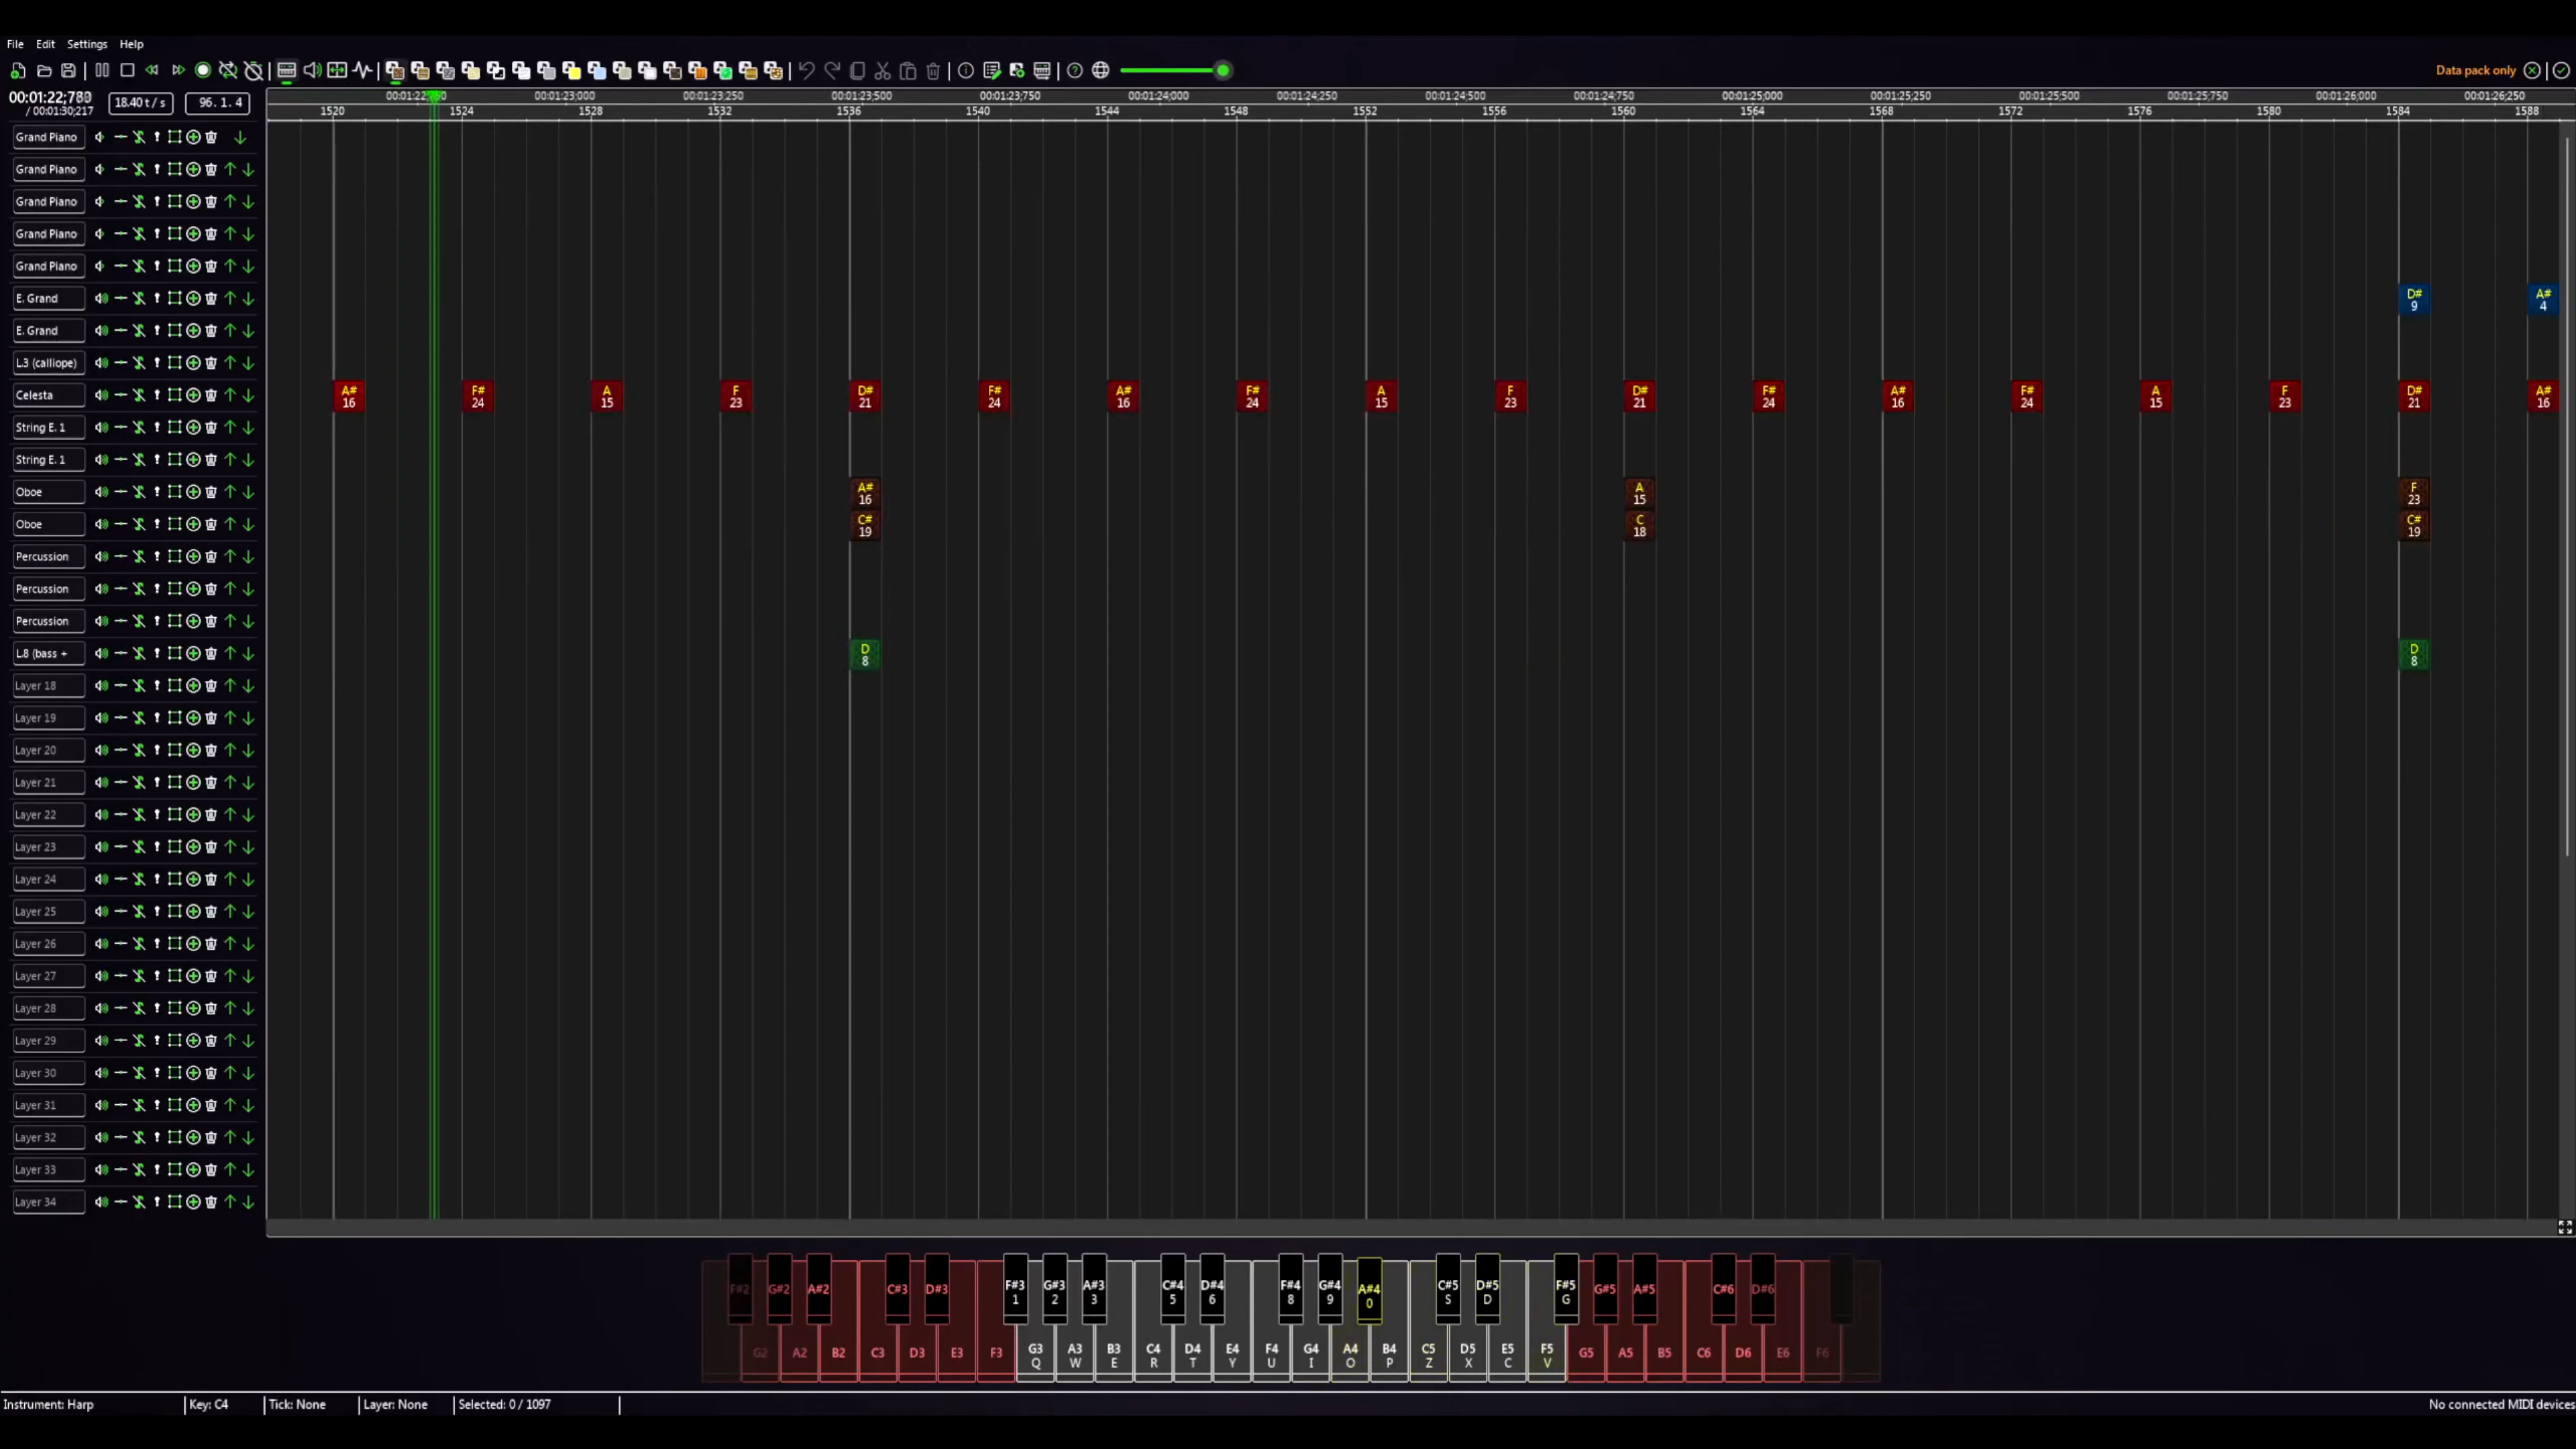 File Edit Settings Help
Data pack only
/ 00:01:30;217
18.40 t / s
96. 1. 4
00:01:23;000 00:01:23;250 00:01:23;500 00:01:23;750 00:01:24;000 00:01:24;250 00:01:24;500 00:01:24;750 00:01:25;000 00:01:25;250 00:01:25;500 00:01:25;750 00:01:26;000 00:01:26;250
1520 1524 1528 1532 1536 1540 1544 1548 1552 1556 1560 1564 1568 1572 1576 1580 1584 1588
Grand Piano
Grand Piano
Grand Piano
Grand Piano
Grand Piano
E. Grand D# A#
9 4
E. Grand
L.3 (calliope)
Celesta A# F# A F D# F# A# F# A F D# F# A# F# A F D# A#
16 24 15 23 21 24 16 24 15 23 21 24 16 24 15 23 21 16
String E. 1
String E. 1
Oboe A# A F
16 15 23
Oboe C# C C#
19 18 19
Percussion
Percussion
Percussion
L.8 (bass + D D
8 8
Layer 18
Layer 19
Layer 20
Layer 21
Layer 22
Layer 23
Layer 24
Layer 25
Layer 26
Layer 27
Layer 28
Layer 29
Layer 30
Layer 31
Layer 32
Layer 33
Layer 34
F#2 G#2 A#2 C#3 D#3 F#3 G#3 A#3 C#4 D#4 F#4 G#4 A#4 C#5 D#5 F#5 G#5 A#5 C#6 D#6
1 2 3 5 6 8 9 0 S D G
G2 A2 B2 C3 D3 E3 F3 G3 A3 B3 C4 D4 E4 F4 G4 A4 B4 C5 D5 E5 F5 G5 A5 B5 C6 D6 E6 F6
Q W E R T Y U I O P Z X C V
Instrument: Harp Key: C4 Tick: None Layer: None Selected: 0 / 1097 No connected MIDI devices